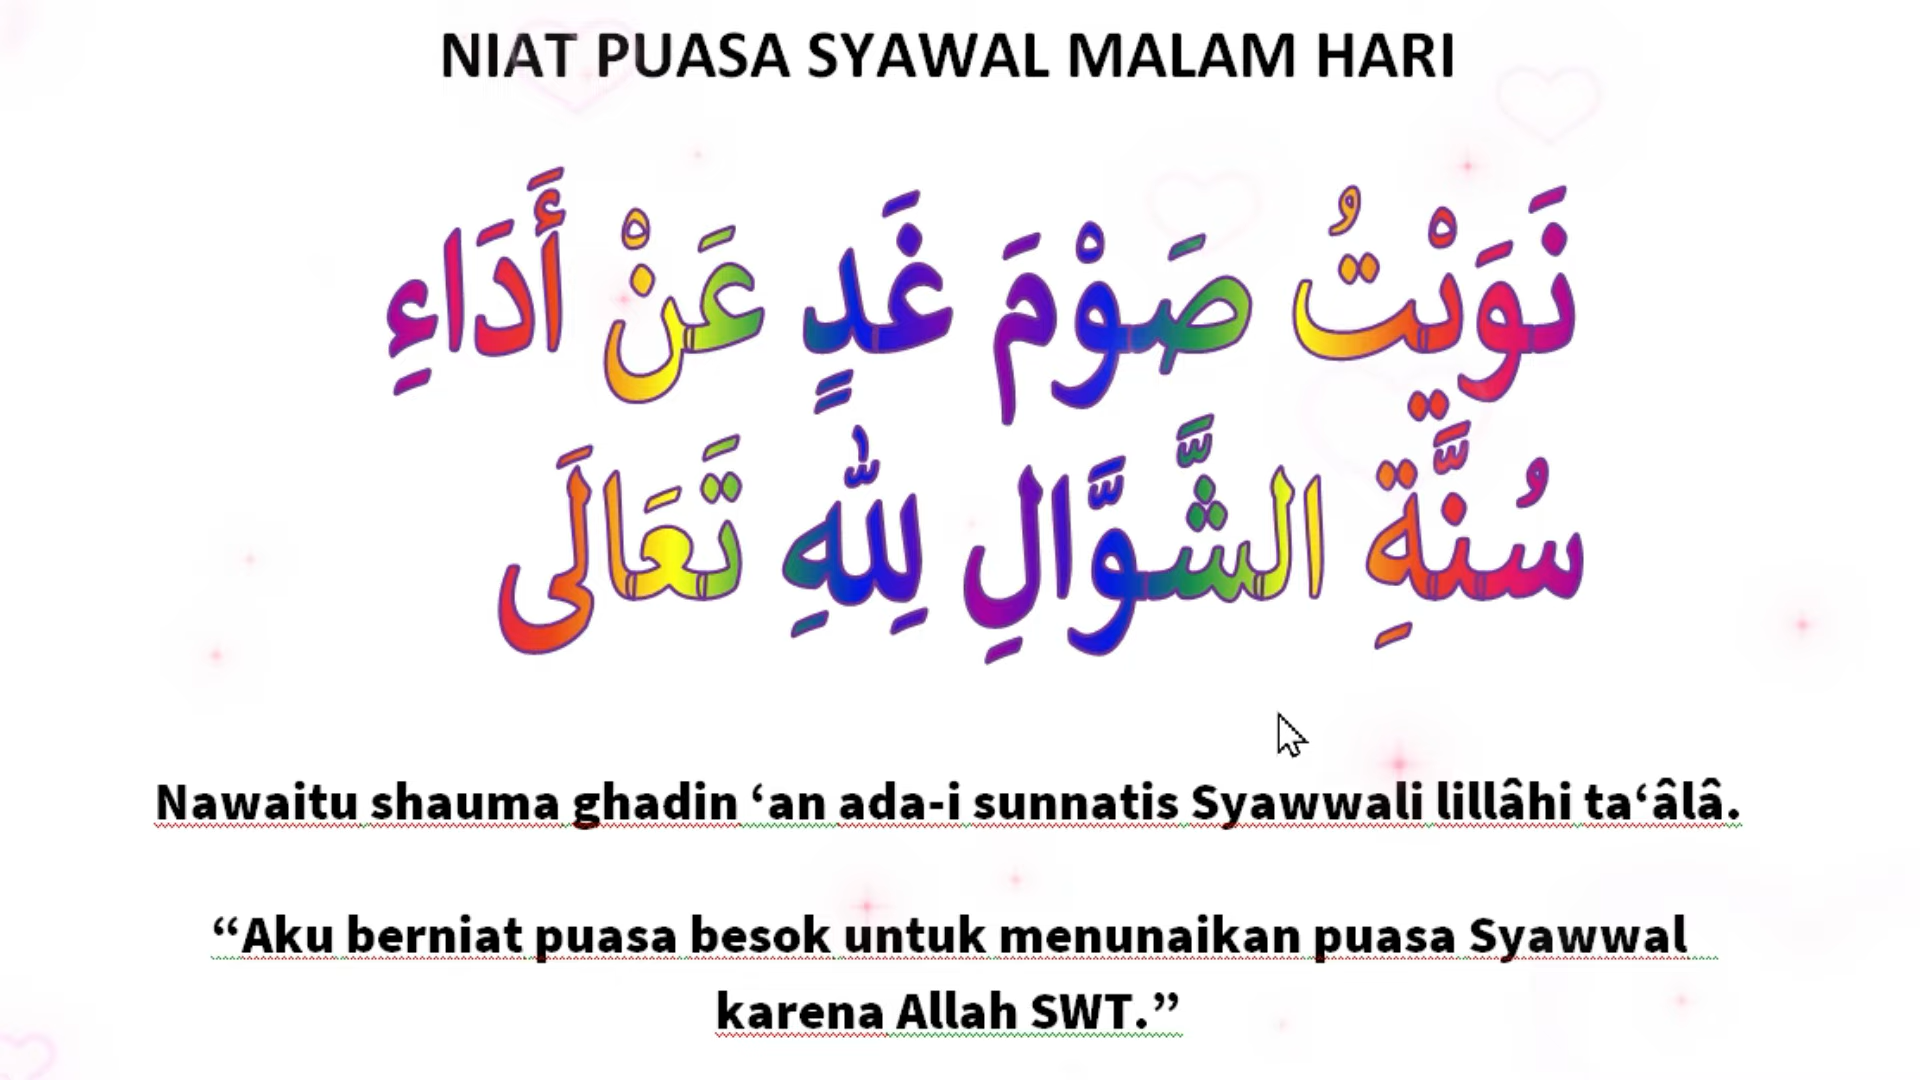 NIAT PUASA SYAWAL MALAM HARI
نَوَيْتُ صَوْمَ غَدٍ عَنْ أَدَاءِ
سُنَّةِ الشَّوَّالِ لِلّٰهِ تَعَالَى
Nawaitu shauma ghadin ‘an ada-i sunnatis Syawwali lillâhi ta‘âlâ.
“Aku berniat puasa besok untuk menunaikan puasa Syawwal
karena Allah SWT.”